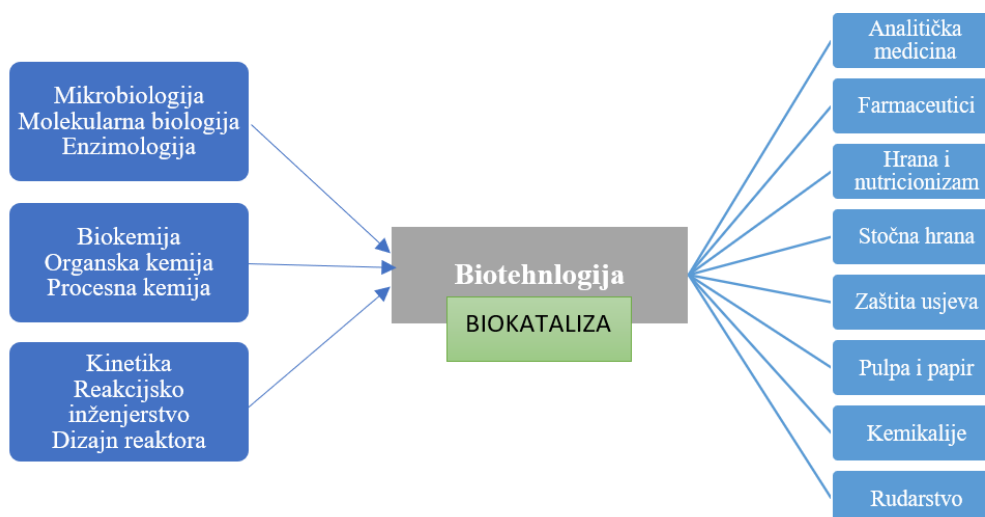 Mikrobiologija
Molekularna biologija
Enzimologija
Biokemija
Organska kemija
Procesna kemija
Kinetika
Reakcijsko
inženjerstvo
Dizajn reaktora
Biotehnlogija
BIOKATALIZA
Analitička
medicina
Farmaceutici
Hrana i
nutricionizam
Stočna hrana
Zaštita usjeva
Pulpa i papir
Kemikalije
Rudarstvo